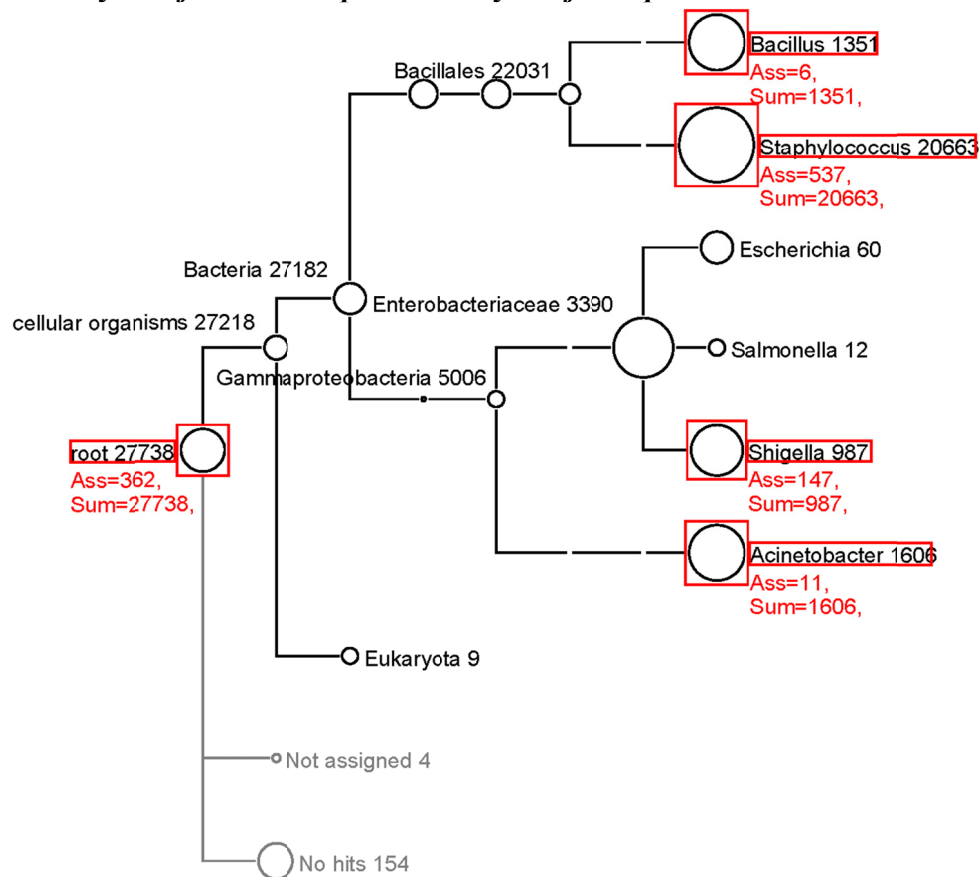 Bacillus 1351
Ass=6,
Sum=1351,
Bacillales 22031
Staphylococcus 20663
Ass=537,
Sum=20663,
Escherichia 60
Bacteria 27182
Enterobacteriaceae 3390
cellular organisms 27218
Salmonella 12
Gammaproteobacteria 5006
root 27738
Ass=362,
Sum=27738,
Shigella 987
Ass=147,
Sum=987,
Acinetobacter 1606
Ass=11,
Sum=1606,
Eukaryota 9
Not assigned 4
No hits 154